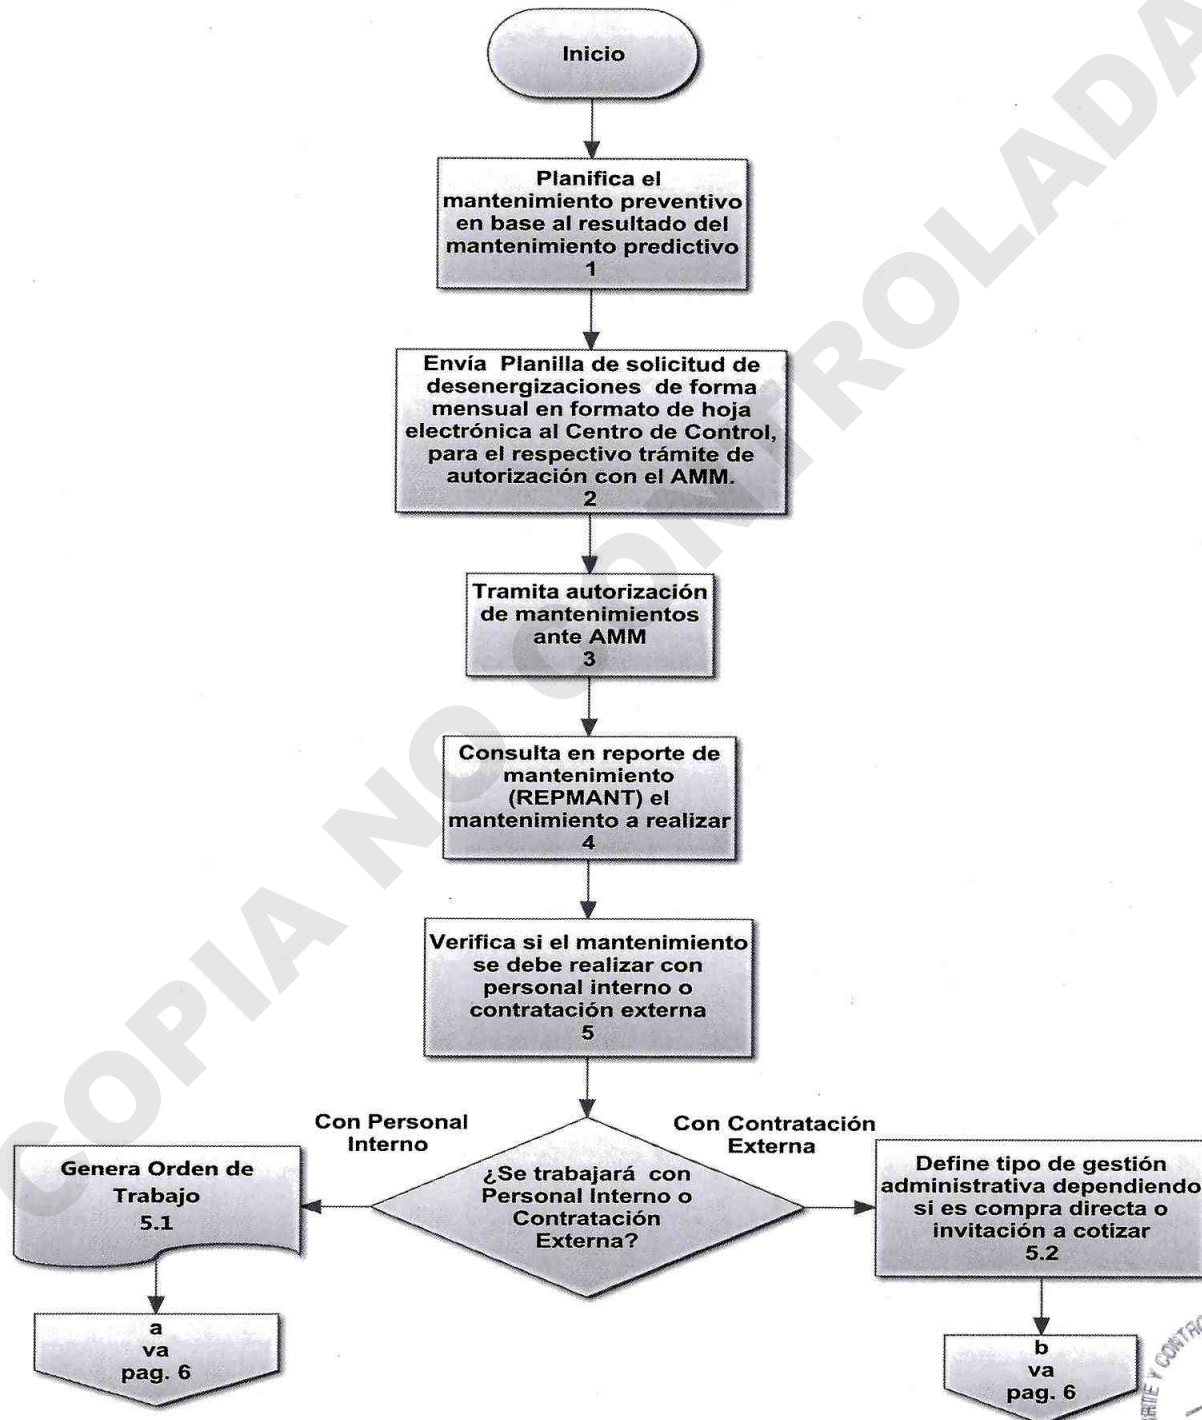 Inicio
Planifica el
mantenimiento preventivo
en base al resultado del
mantenimiento predictivo
1
Envía Planilla de solicitud de
desenergizaciones de forma
mensual en formato de hoja
electrónica al Centro de Control,
para el respectivo trámite de
autorización con el AMM.
2
Tramita autorización
de mantenimientos
ante AMM
3
Consulta en reporte de
mantenimiento
(REPMANT) el
mantenimiento a realizar
4
Verifica si el mantenimiento
se debe realizar con
personal interno o
contratación externa
5
Con Personal
Interno
Con Contratación
Externa
¿Se trabajará con
Personal Interno o
Contratación
Externa?
Genera Orden de
Trabajo
5.1
Define tipo de gestión
administrativa dependiendo
si es compra directa o
invitación a cotizar
5.2
a
va
pag. 6
b
va
pag. 6
COPIA NO CONTROLADA